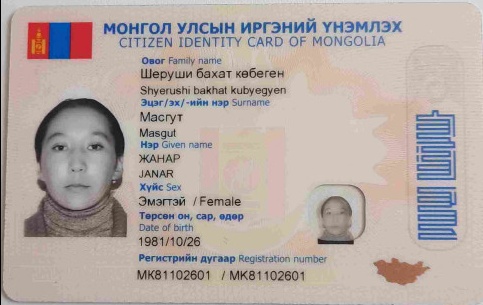 МОНГОЛ УЛСЫН ИРГЭНИЙ ҮНЭМЛЭХ
CITIZEN IDENTITY CARD OF MONGOLIA
Овог Family name
Шеруши бахат көбеген
Shyerushi bakhat kubyegyen
Эцэг/эх/-ийн нэр Surname
Масгут
Masgut
Нэр Given name
ЖАНАР
JANAR
Хүйс Sex
Эмэгтэй / Female
Төрсөн он, сар, өдөр
Date of birth
1981/10/26
Регистрийн дугаар Registration number
МК81102601 / MK81102601